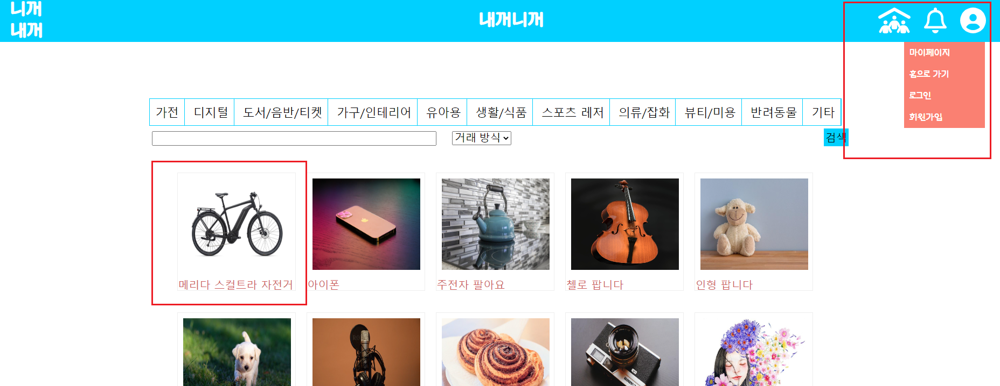 니꺼
내꺼
내꺼니꺼
마이페이지
홈으로 가기
로그인
회원가입
가전 디지털 도서/음반/티켓 가구/인테리어 유아용 생활/식품 스포츠 레저 의류/잡화 뷰티/미용 반려동물 기타
거래 방식 검색
메리다 스컬트라 자전거 아이폰 주전자 팔아요 첼로 팝니다 인형 팝니다